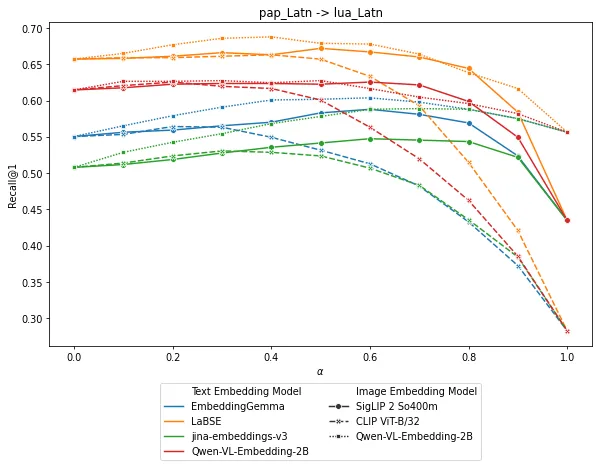 pap_Latn -> lua_Latn
0.70
0.65
0.60
0.55
0.50
0.45
0.40
0.35
0.30
Recall@1
0.0 0.2 0.4 0.6 0.8 1.0
α
Text Embedding Model Image Embedding Model
EmbeddingGemma SigLIP 2 So400m
LaBSE CLIP ViT-B/32
jina-embeddings-v3 Qwen-VL-Embedding-2B
Qwen-VL-Embedding-2B